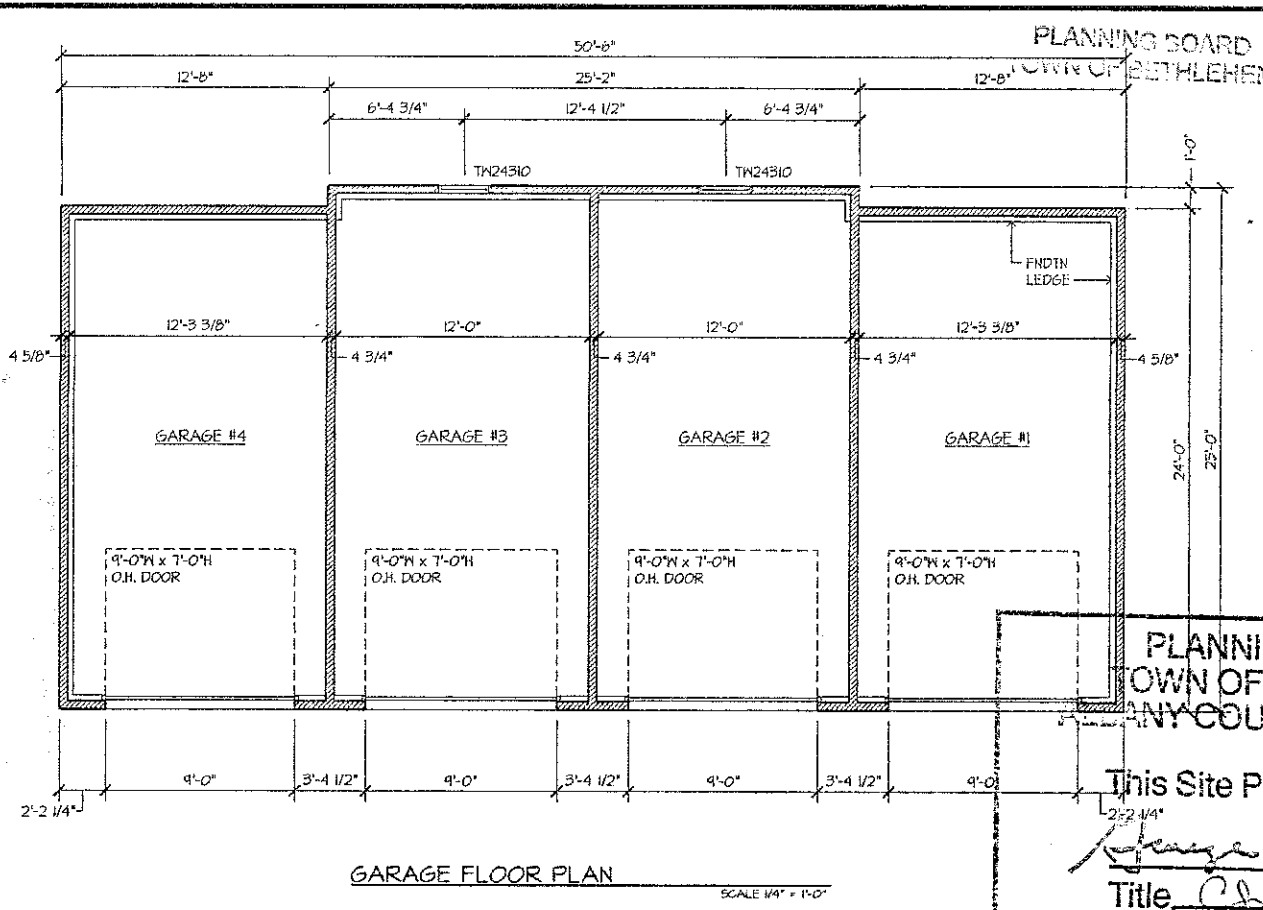 PLANNING BOARD
TOWN OF BETHLEHEM
50'-6"
12'-8"
25'-2"
12'-8"
6'-4 3/4"
12'-4 1/2"
6'-4 3/4"
1'-0"
TW24310
TW24310
FNDTN
LEDGE
12'-3 3/8"
12'-0"
12'-0"
12'-3 3/8"
4 5/8"
4 3/4"
4 3/4"
4 3/4"
4 5/8"
GARAGE #4
GARAGE #3
GARAGE #2
GARAGE #1
24'-0"
25'-0"
9'-0"W x 7'-0"H
O.H. DOOR
9'-0"W x 7'-0"H
O.H. DOOR
9'-0"W x 7'-0"H
O.H. DOOR
9'-0"W x 7'-0"H
O.H. DOOR
PLANNI
TOWN OF
ALBANY COU
9'-0"
3'-4 1/2"
9'-0"
3'-4 1/2"
9'-0"
3'-4 1/2"
9'-0
This Site P
2'-2 1/4"
2'-2 1/4"
George
GARAGE FLOOR PLAN
SCALE 1/4" = 1'-0"
Title